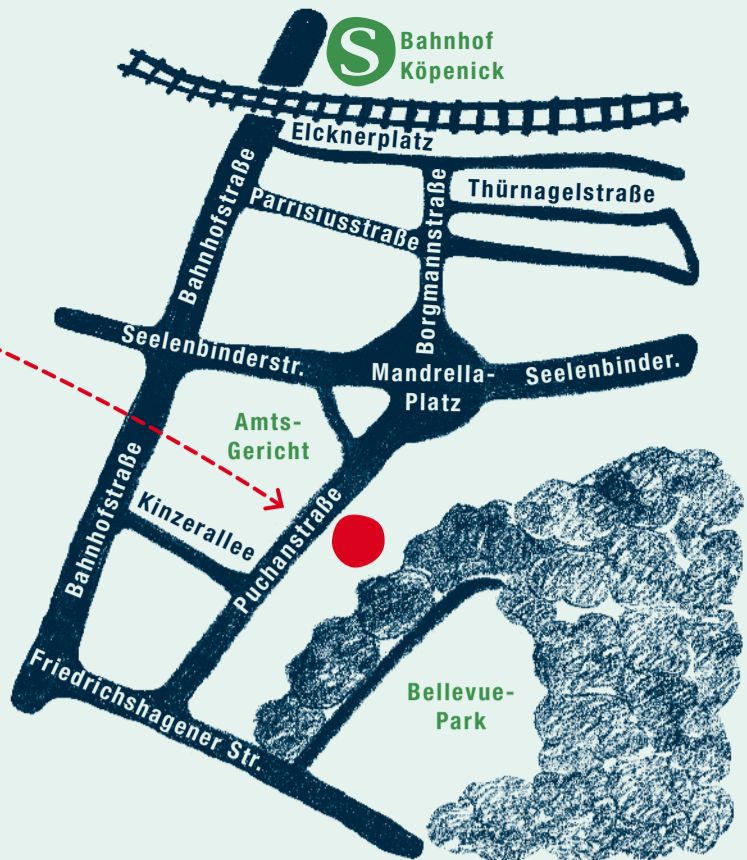 S
Bahnhof
Köpenick
Elcknerplatz
Thürnagelstraße
Parrisiusstraße
Borgmannstraße
Bahnhofstraße
Seelenbinderstr.
Mandrella-
Platz
Seelenbinder.
Amts-
Gericht
Bahnhofstraße
Kinzerallee
Puchanstraße
Friedrichshagener Str.
Bellevue-
Park